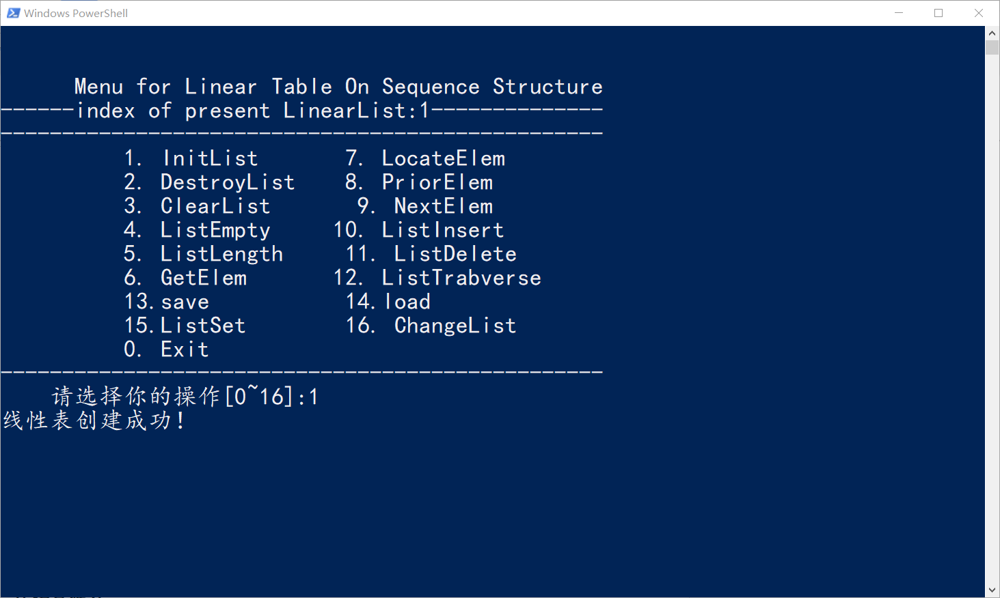 Windows PowerShell
Menu for Linear Table On Sequence Structure
------index of present LinearList:1--------------
-------------------------------------------------
1. InitList 7. LocateElem
2. DestroyList 8. PriorElem
3. ClearList 9. NextElem
4. ListEmpty 10. ListInsert
5. ListLength 11. ListDelete
6. GetElem 12. ListTrabverse
13.save 14.load
15.ListSet 16. ChangeList
0. Exit
-------------------------------------------------
请选择你的操作[0~16]:1
线性表创建成功!